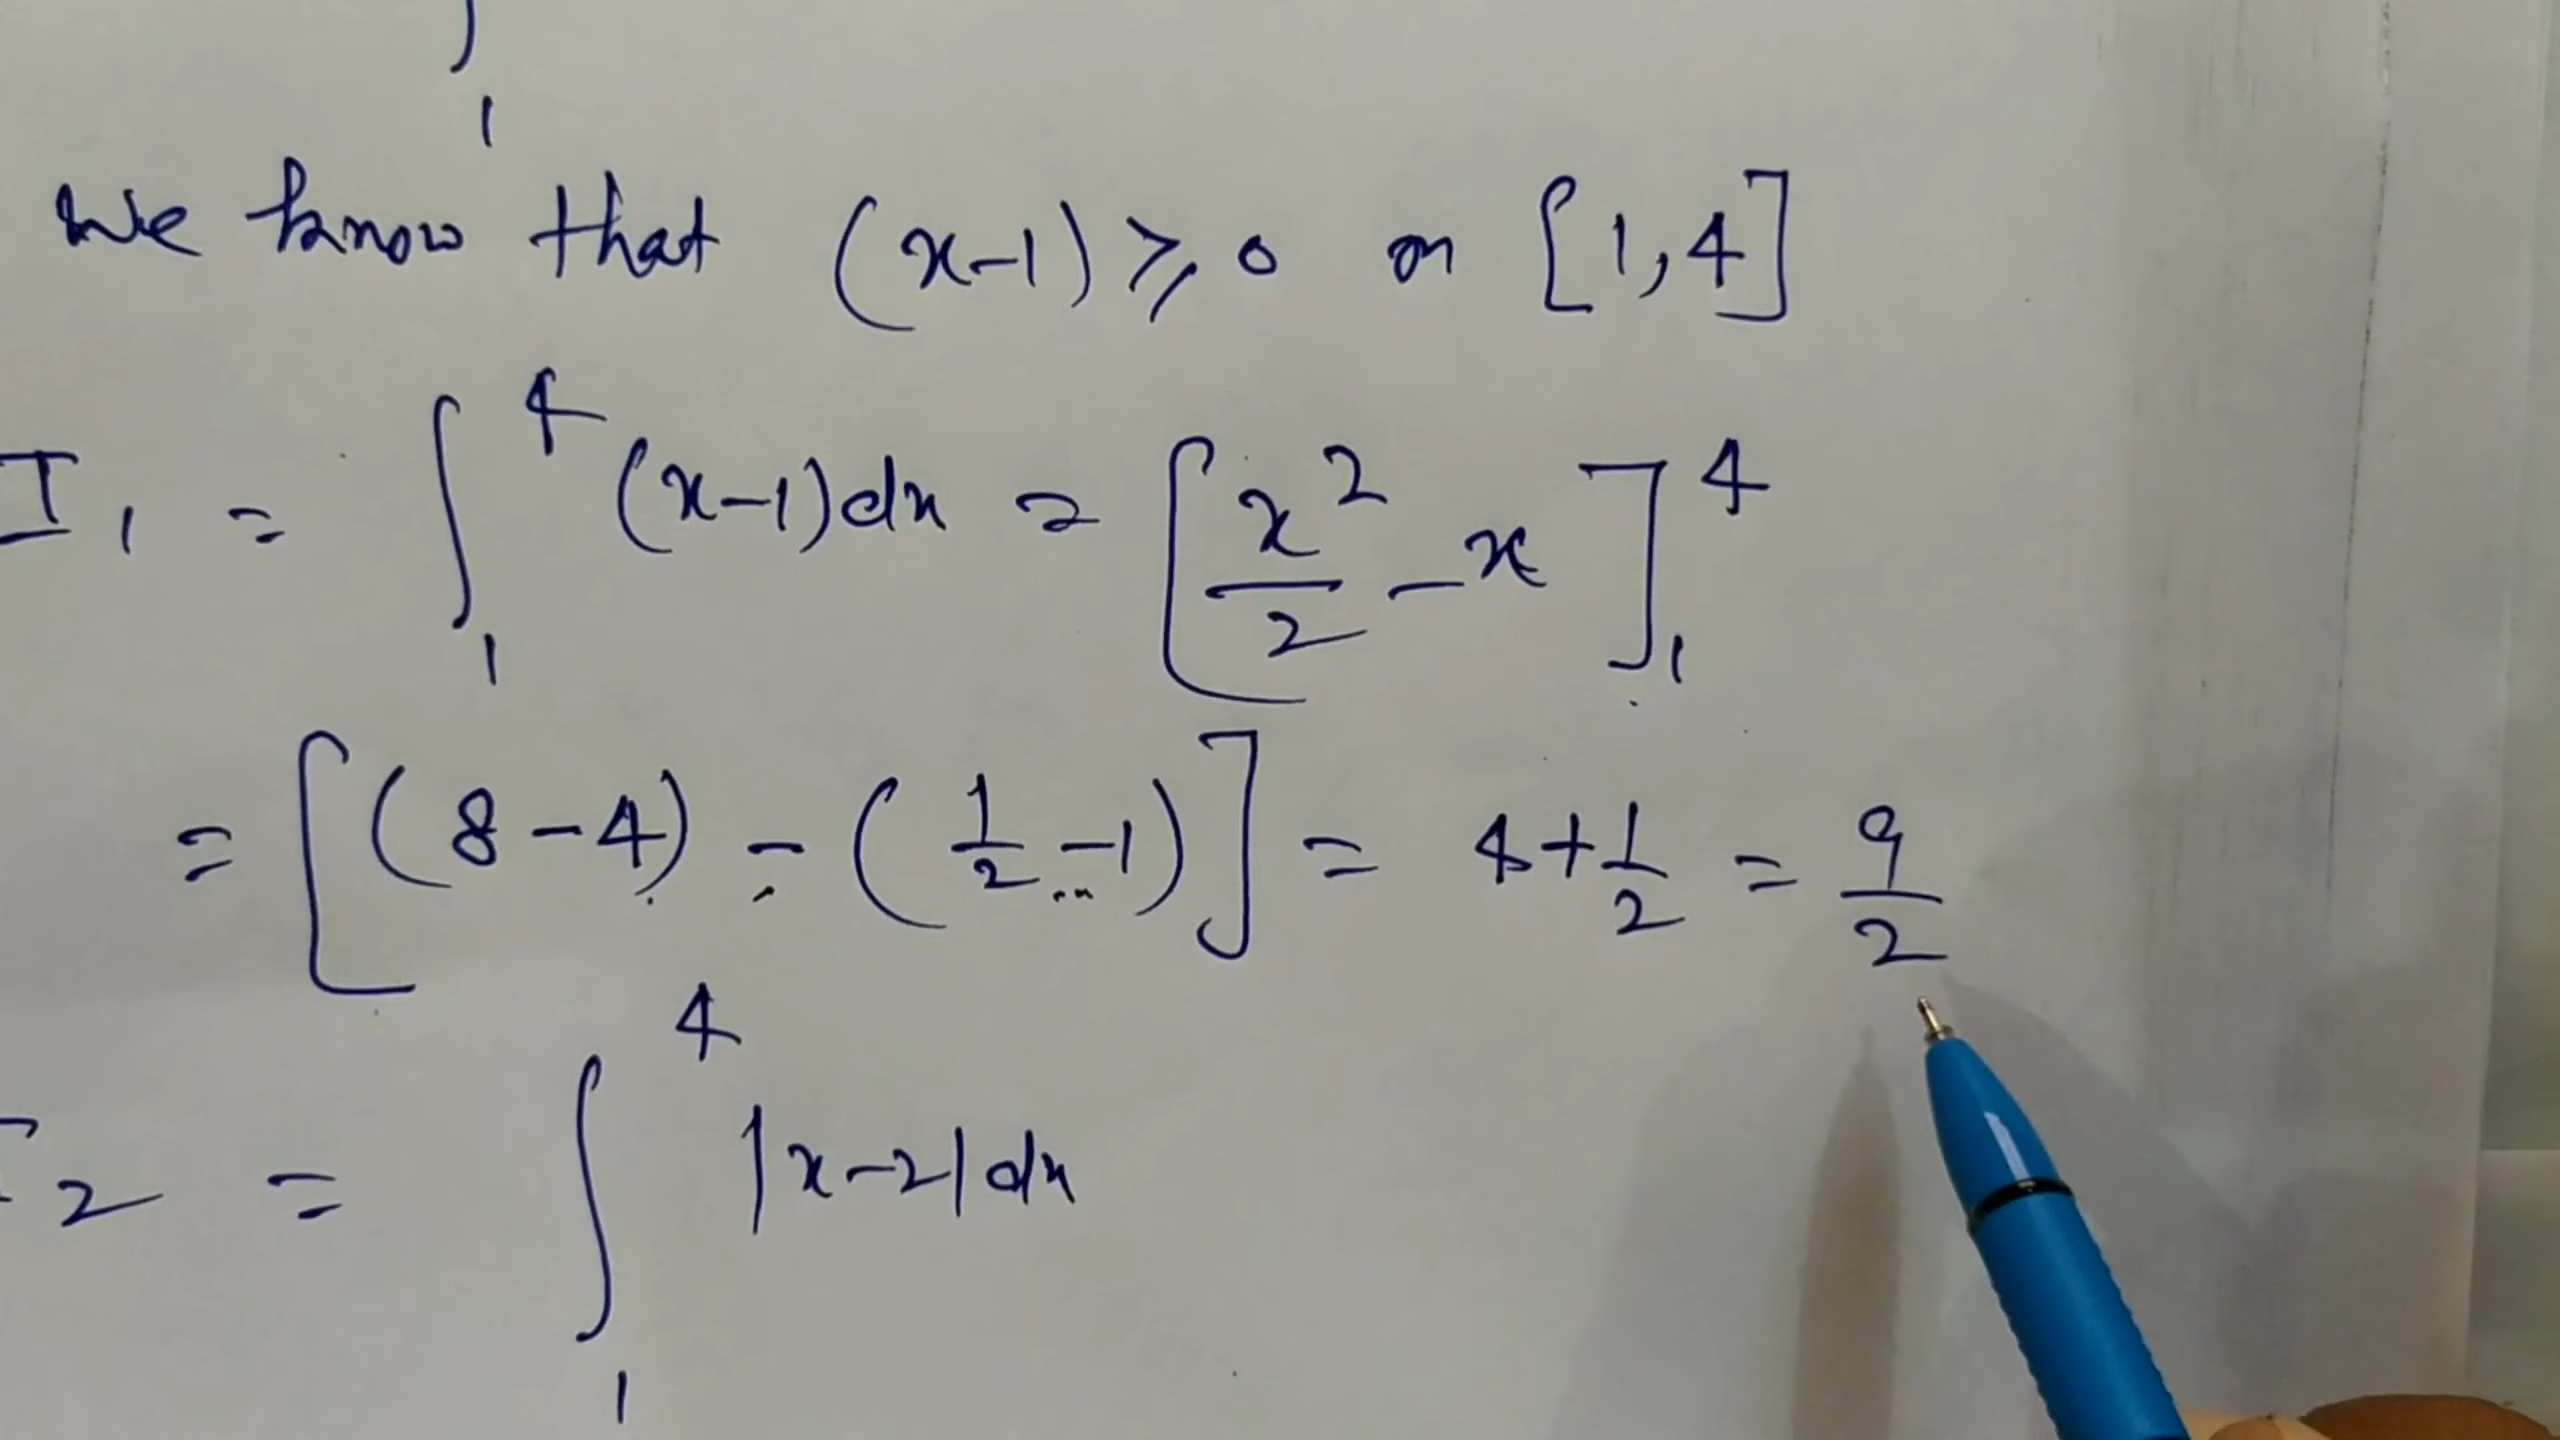 ∫₁
We know that (x-1) ≥ 0 on [1,4]
I₁ = ∫₁⁴ (x-1)dx = [x²/2 - x]₁⁴
= [(8-4) - (1/2 - 1)] = 4 + 1/2 = 9/2
I₂ = ∫₁⁴ |x-2| dx